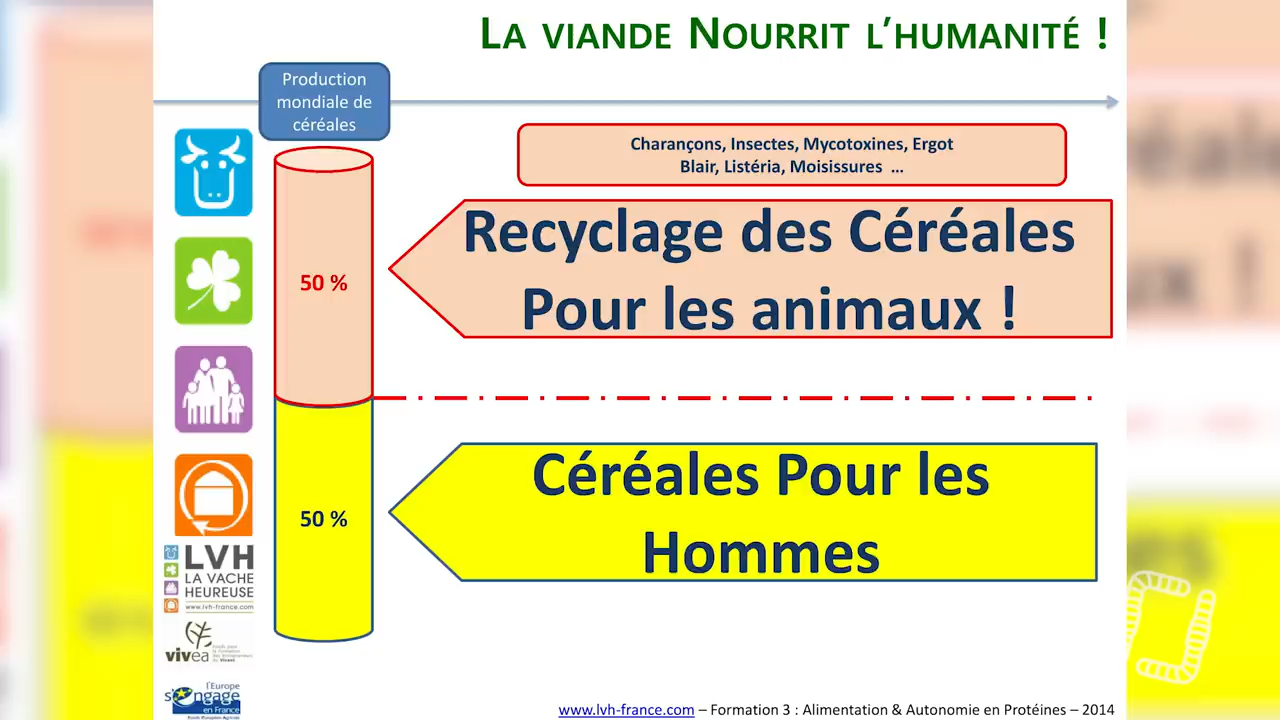 LA VIANDE NOURRIT L'HUMANITÉ !
Production
mondiale de
céréales
Charançons, Insectes, Mycotoxines, Ergot
Blair, Listéria, Moisissures ...
Recyclage des Céréales
Pour les animaux !
50 %
Céréales Pour les
Hommes
50 %
LVH
LA VACHE
HEUREUSE
www.lvh-france.com
vivea
l'Europe
s'engage
en France
www.lvh-france.com – Formation 3 : Alimentation & Autonomie en Protéines – 2014